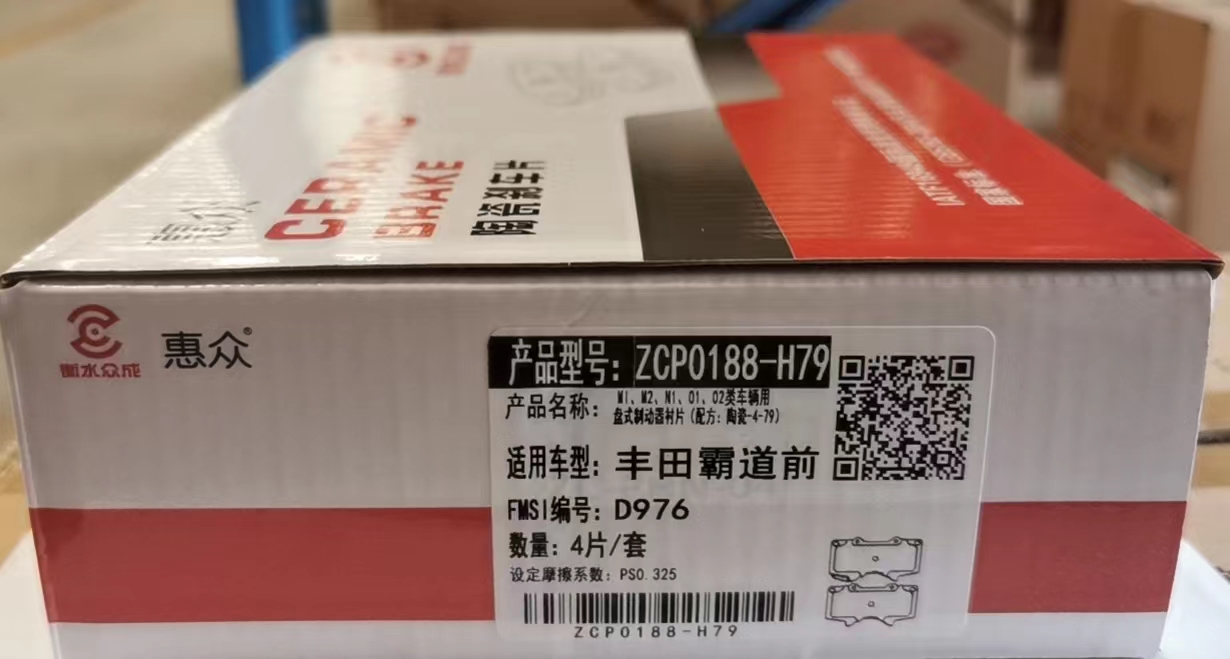 惠众
CERAMIC
BRAKE
陶瓷刹车片
衡水众成
惠众®
产品型号: ZCP0188-H79
产品名称: M1、M2、N1、O1、O2类车辆用
盘式制动器衬片(配方: 陶瓷-4-79)
适用车型: 丰田霸道前
FMSI编号: D976
数量: 4片/套
设定摩擦系数: PS0.325
ZCP0188-H79